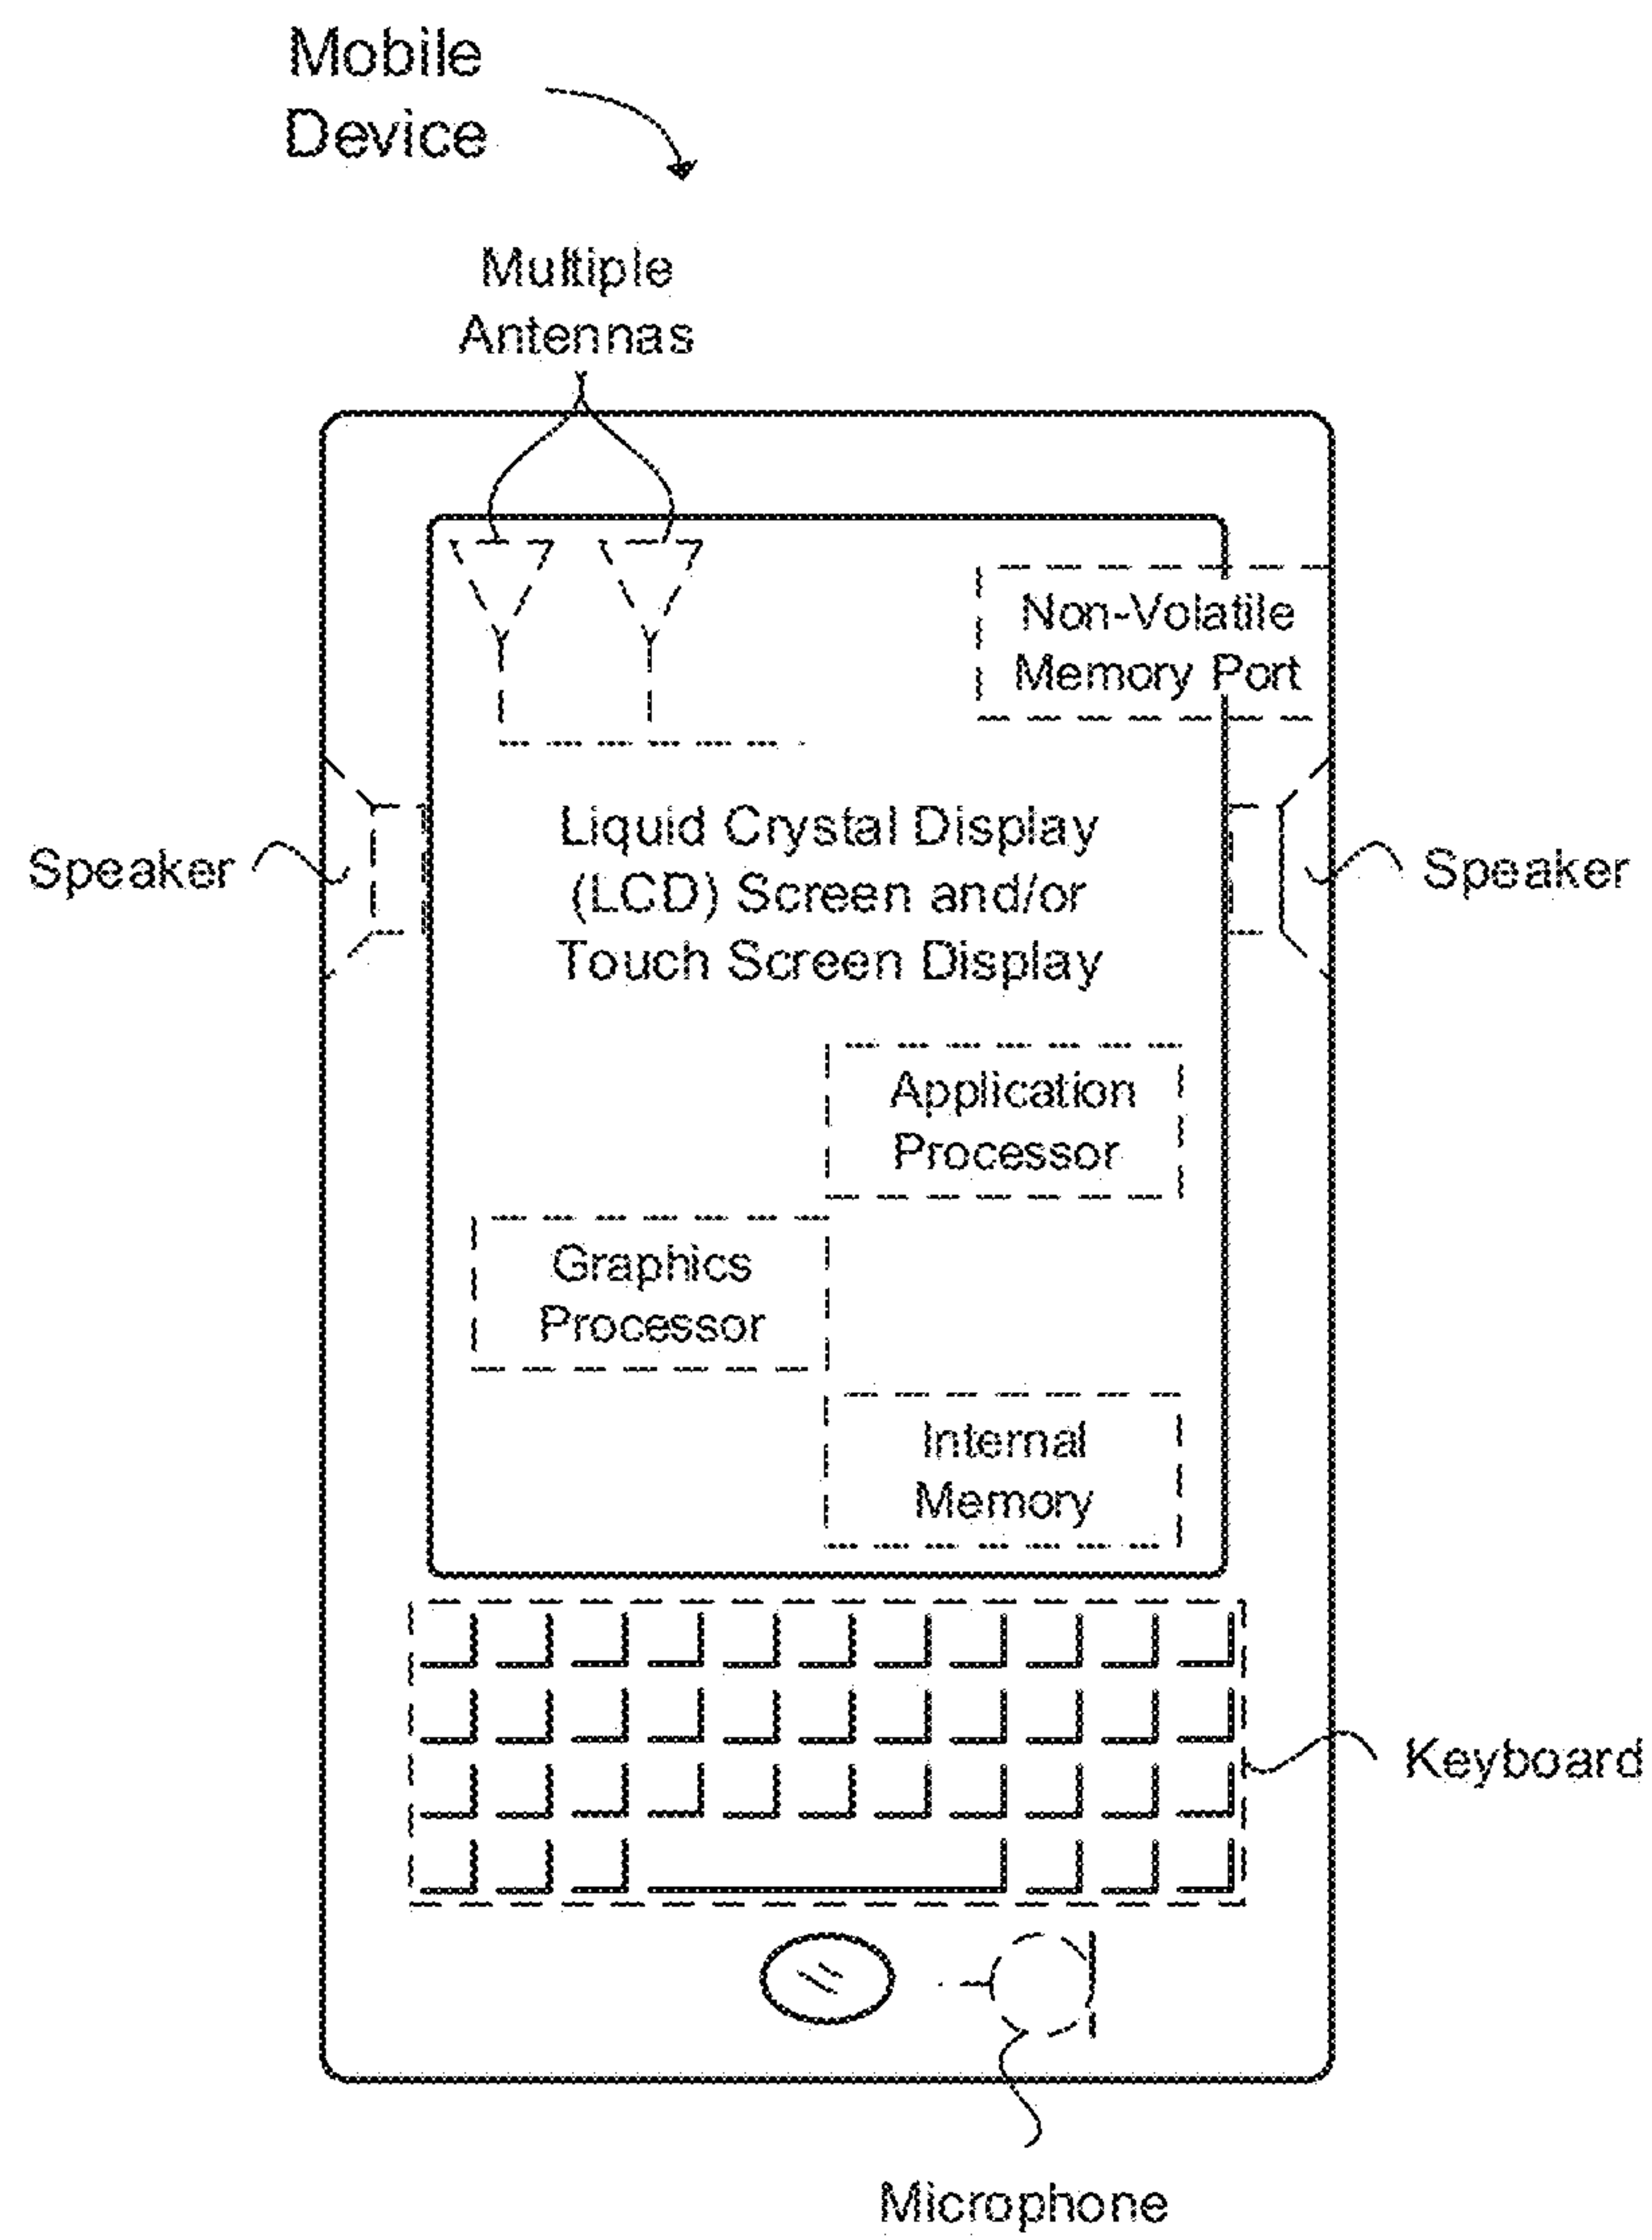 Mobile
Device
Multiple
Antennas
Non-Volatile
Memory Port
Speaker
Liquid Crystal Display
(LCD) Screen and/or
Touch Screen Display
Speaker
Application
Processor
Graphics
Processor
Internal
Memory
Keyboard
Microphone